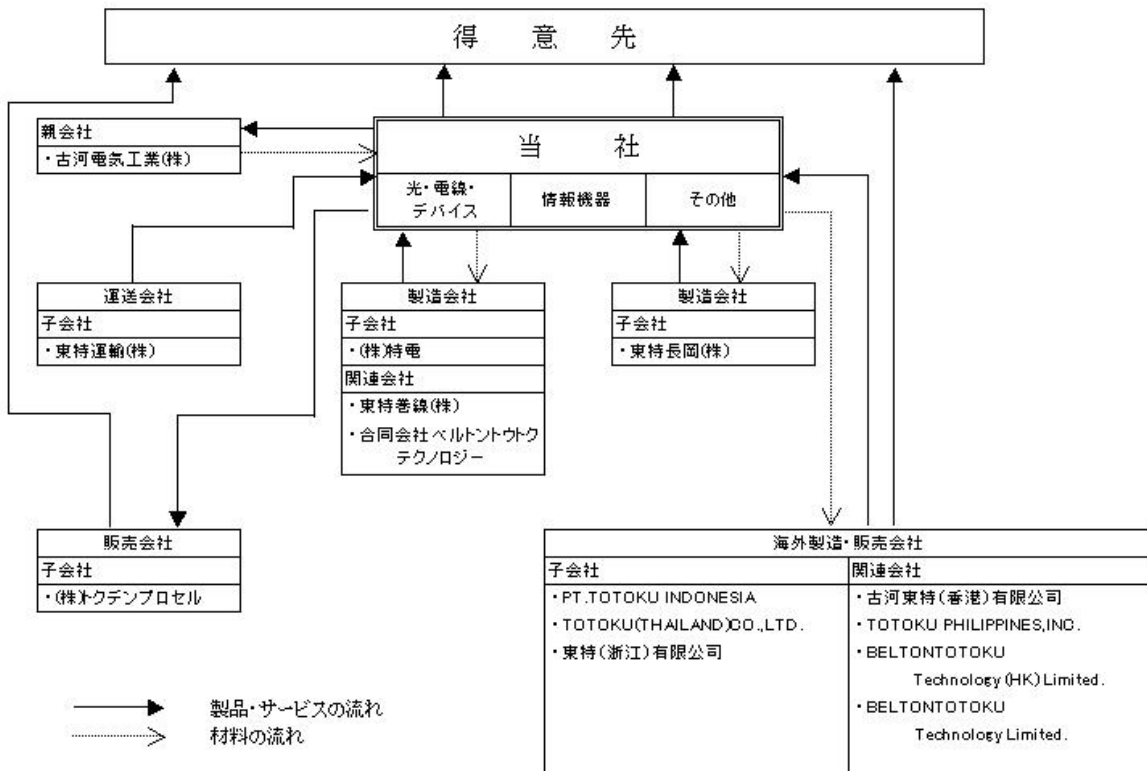 得 意 先
親会社
・古河電気工業(株)
当 社
光・電線・
デバイス
情報機器
その他
運送会社
子会社
・東特運輸(株)
製造会社
子会社
・(株)特電
関連会社
・東特巻線(株)
・合同会社ベルトントウトク
テクノロジー
製造会社
子会社
・東特長岡(株)
販売会社
子会社
・(株)トクデンプロセル
海外製造・販売会社
子会社
・PT.TOTOKU INDONESIA
・TOTOKU(THAILAND)CO.,LTD.
・東特(浙江)有限公司
関連会社
・古河東特(香港)有限公司
・TOTOKU PHILIPPINES,INC.
・BELTONTOTOKU
Technology(HK) Limited.
・BELTONTOTOKU
Technology Limited.
製品・サービスの流れ
材料の流れ